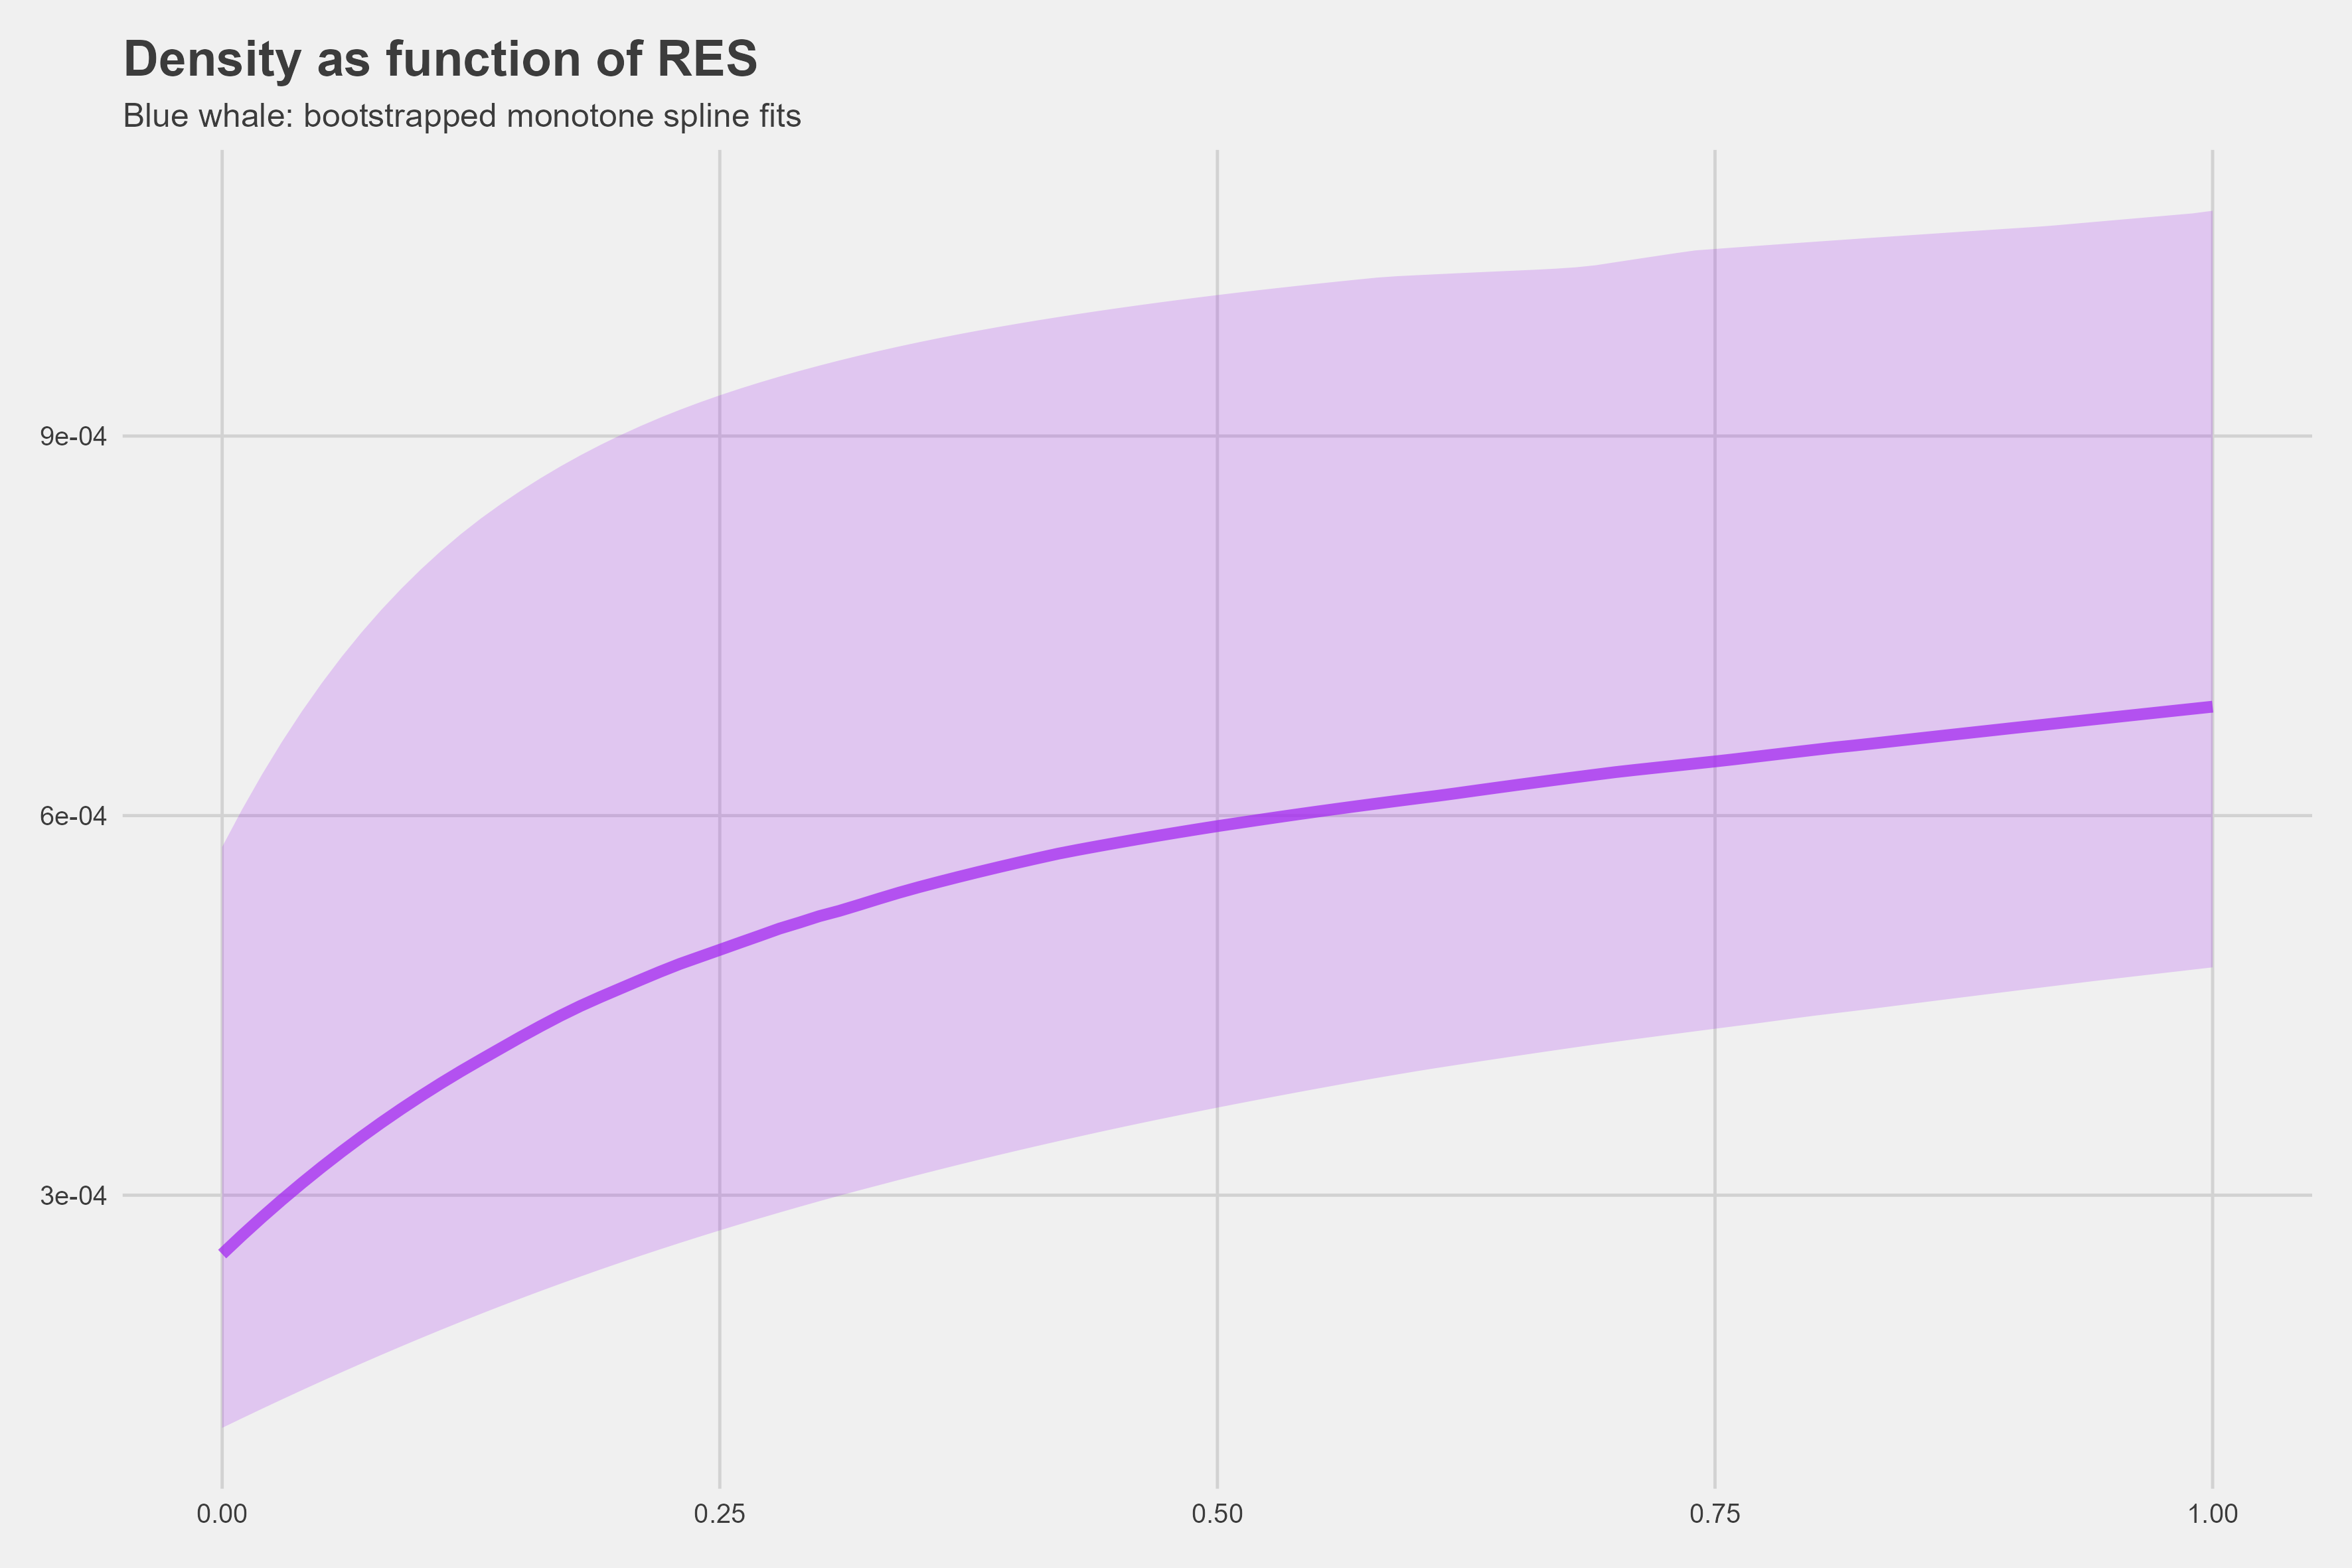 Density as function of RES
Blue whale: bootstrapped monotone spline fits
9e-04
6e-04
3e-04
0.00 0.25 0.50 0.75 1.00